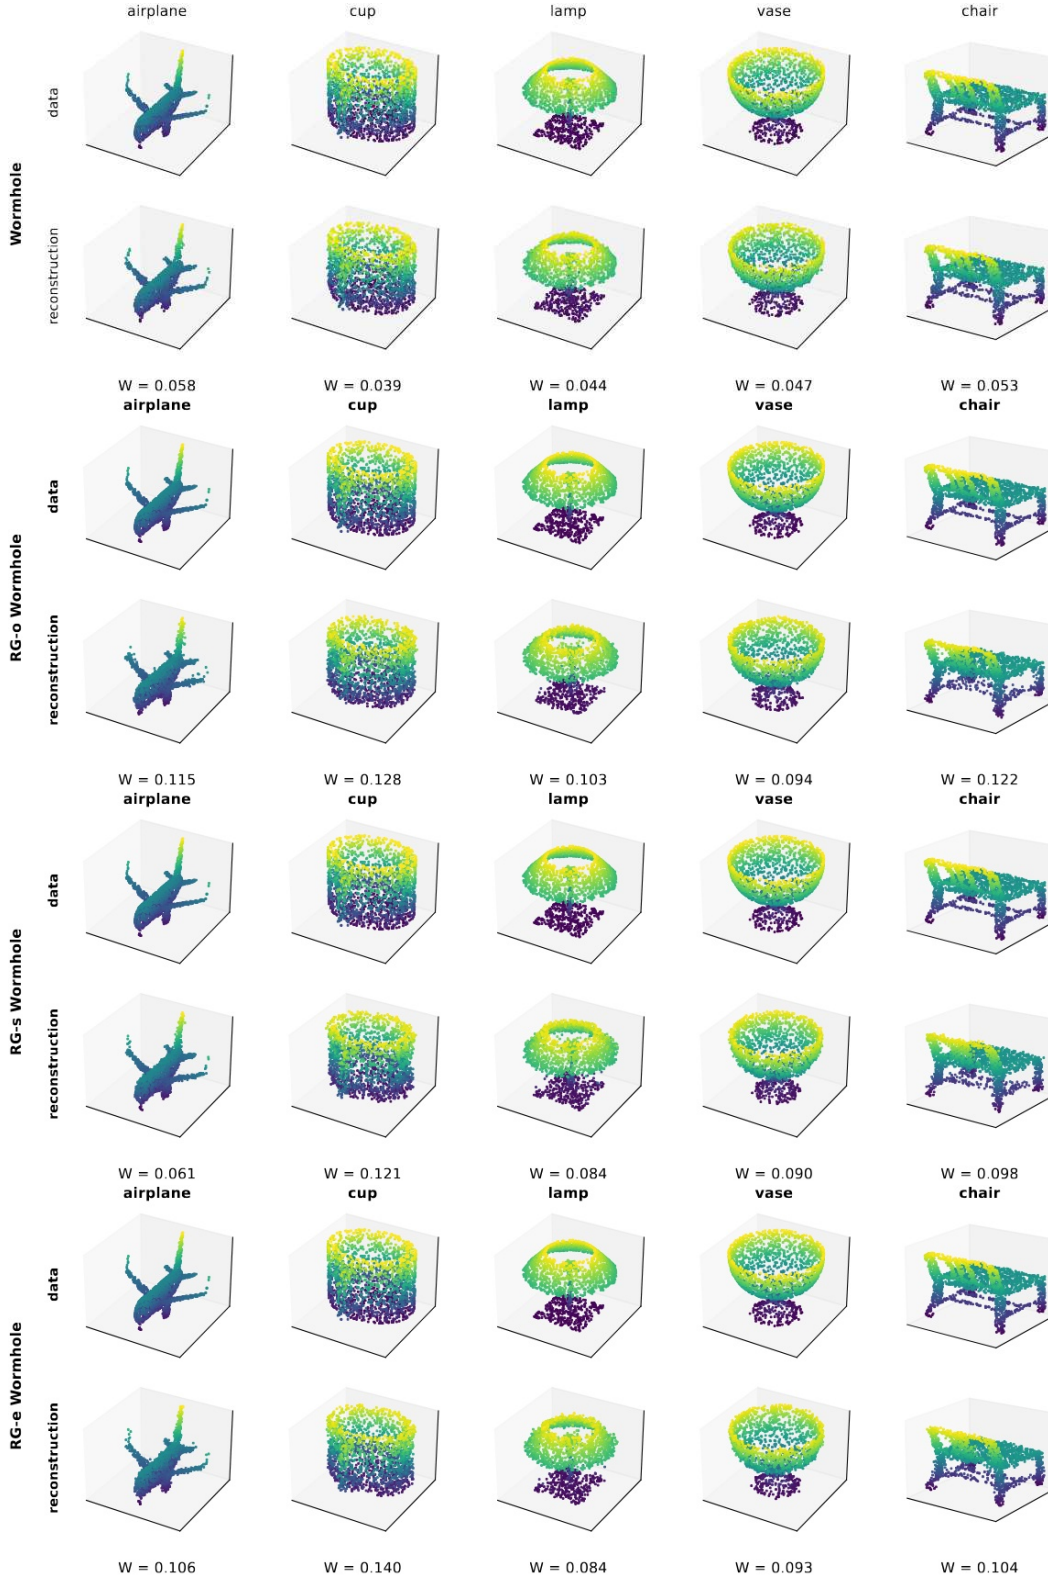 airplane cup lamp vase chair
Wormhole
data
reconstruction
W = 0.058 W = 0.039 W = 0.044 W = 0.047 W = 0.053
airplane cup lamp vase chair
RG-o Wormhole
data
reconstruction
W = 0.115 W = 0.128 W = 0.103 W = 0.094 W = 0.122
airplane cup lamp vase chair
RG-s Wormhole
data
reconstruction
W = 0.061 W = 0.121 W = 0.084 W = 0.090 W = 0.098
airplane cup lamp vase chair
RG-e Wormhole
data
reconstruction
W = 0.106 W = 0.140 W = 0.084 W = 0.093 W = 0.104